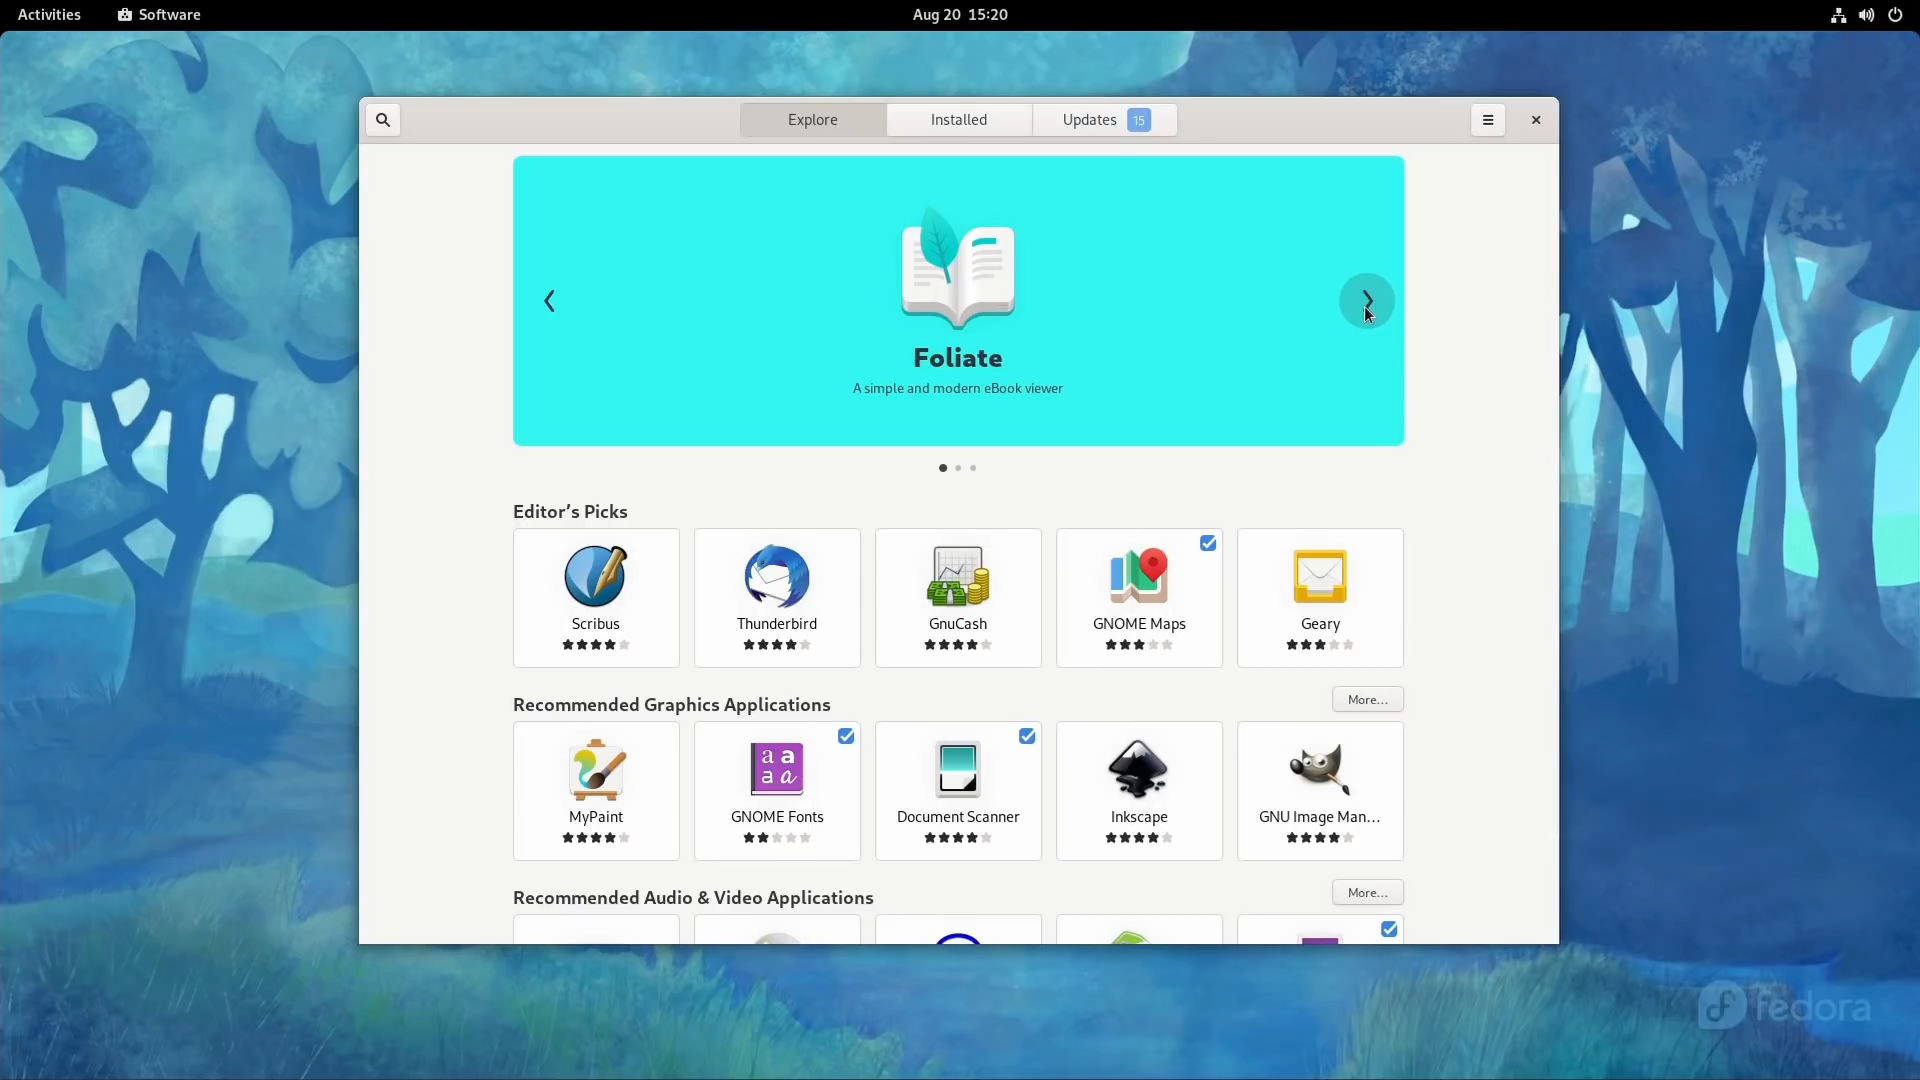 Activities
Software
Aug 20 15:20
Explore
Installed
Updates 15
Foliate
A simple and modern eBook viewer
Editor’s Picks
Scribus
Thunderbird
GnuCash
GNOME Maps
Geary
Recommended Graphics Applications
More...
a a
a a
MyPaint
GNOME Fonts
Document Scanner
Inkscape
GNU Image Man...
Recommended Audio & Video Applications
More...
fedora